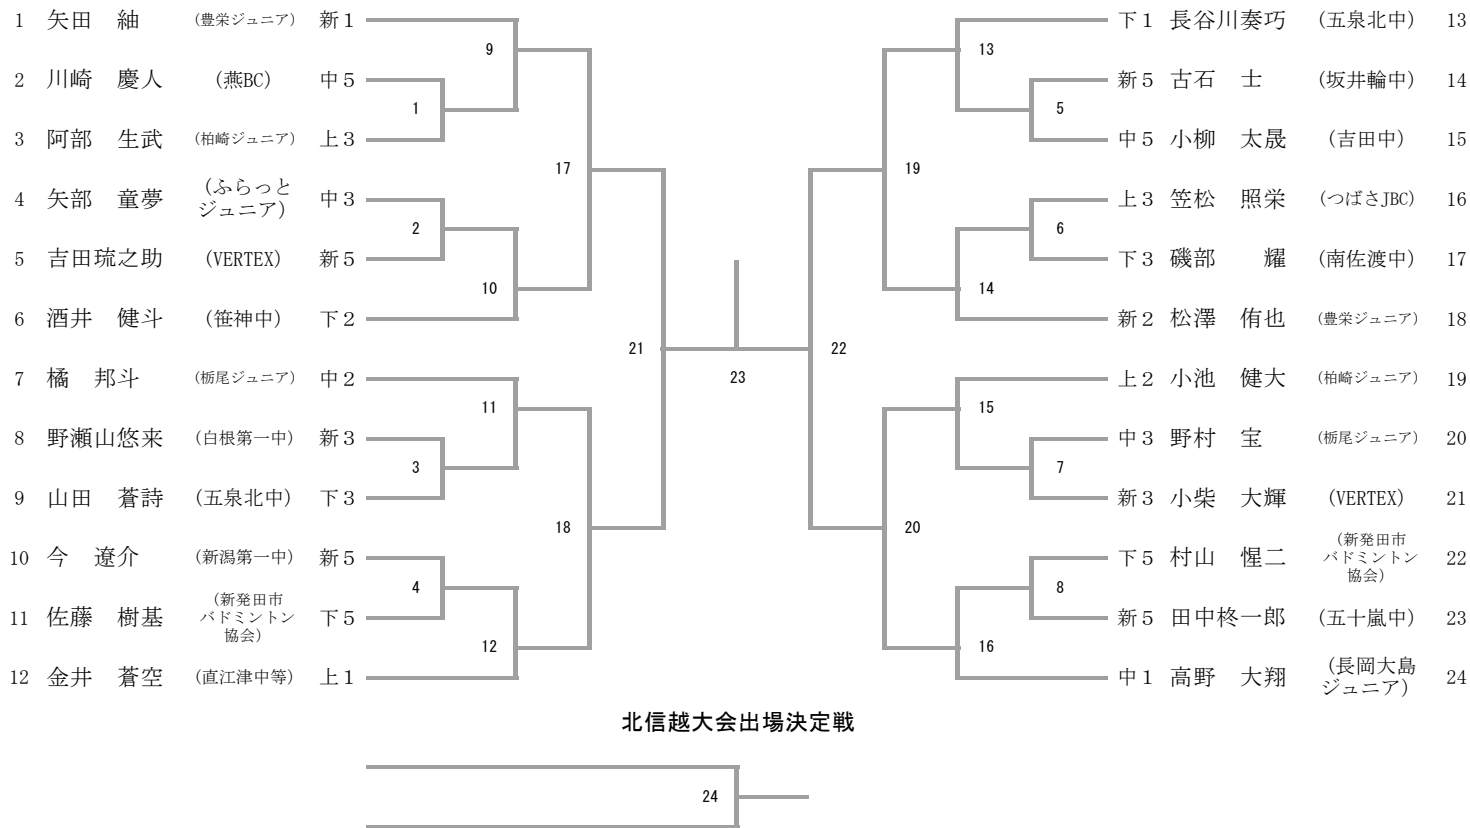 1 矢田　紬 （豊栄ジュニア） 新１
9
2 川崎　慶人 （燕BC） 中５
1
3 阿部　生武 （柏崎ジュニア） 上３
17
4 矢部　童夢 （ふらっと
ジュニア） 中３
2
5 吉田琉之助 （VERTEX） 新５
10
6 酒井　健斗 （笹神中） 下２
21
7 橘　邦斗 （栃尾ジュニア） 中２
11
8 野瀬山悠来 （白根第一中） 新３
3
9 山田　蒼詩 （五泉北中） 下３
18
10 今　遼介 （新潟第一中） 新５
4
11 佐藤　樹基 （新発田市
バドミントン
協会） 下５
12
12 金井　蒼空 （直江津中等） 上１
23
下１ 長谷川奏巧 （五泉北中） 13
13
新５ 古石　士 （坂井輪中） 14
5
中５ 小柳　太晟 （吉田中） 15
19
上３ 笠松　照栄 （つばさJBC） 16
6
下３ 磯部　　耀 （南佐渡中） 17
14
新２ 松澤　侑也 （豊栄ジュニア） 18
22
上２ 小池　健大 （柏崎ジュニア） 19
15
中３ 野村　宝 （栃尾ジュニア） 20
7
新３ 小柴　大輝 （VERTEX） 21
20
下５ 村山　惺二 （新発田市
バドミントン
協会） 22
8
新５ 田中柊一郎 （五十嵐中） 23
16
中１ 高野　大翔 （長岡大島
ジュニア） 24
北信越大会出場決定戦
24